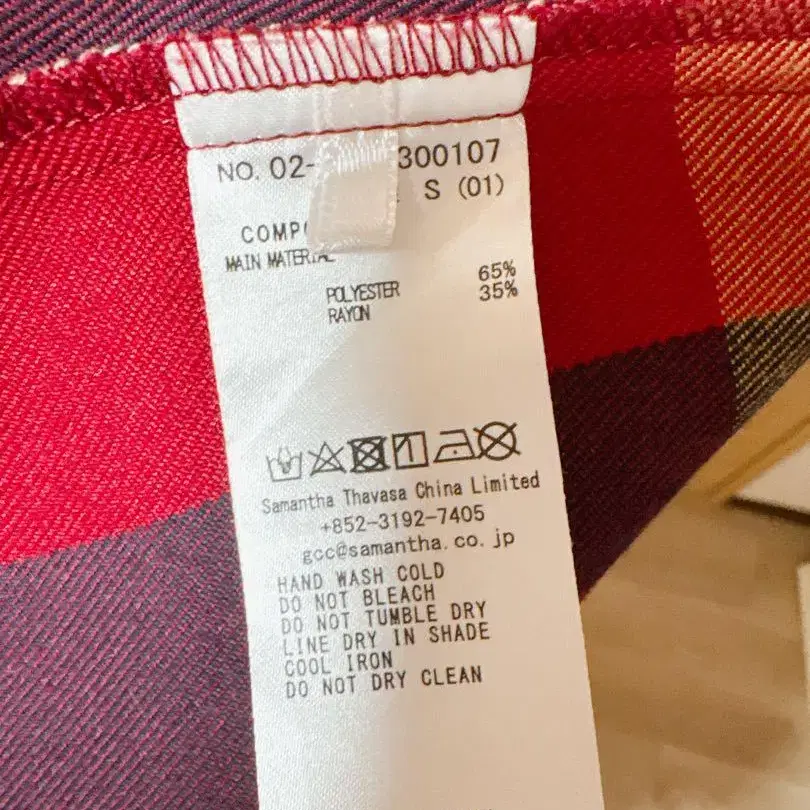 NO. 02- 300107
S (01)
MAIN
65%
POLYESTER 35%
RAYON
Samantha Thavasa China Limited
+852-3192-7405
gcc@samantha.co.jp
HAND WASH COLD
DO NOT BLEACH
DO NOT TUMBLE DRY
LINE DRY IN SHADE
COOL IRON
DO NOT DRY CLEAN